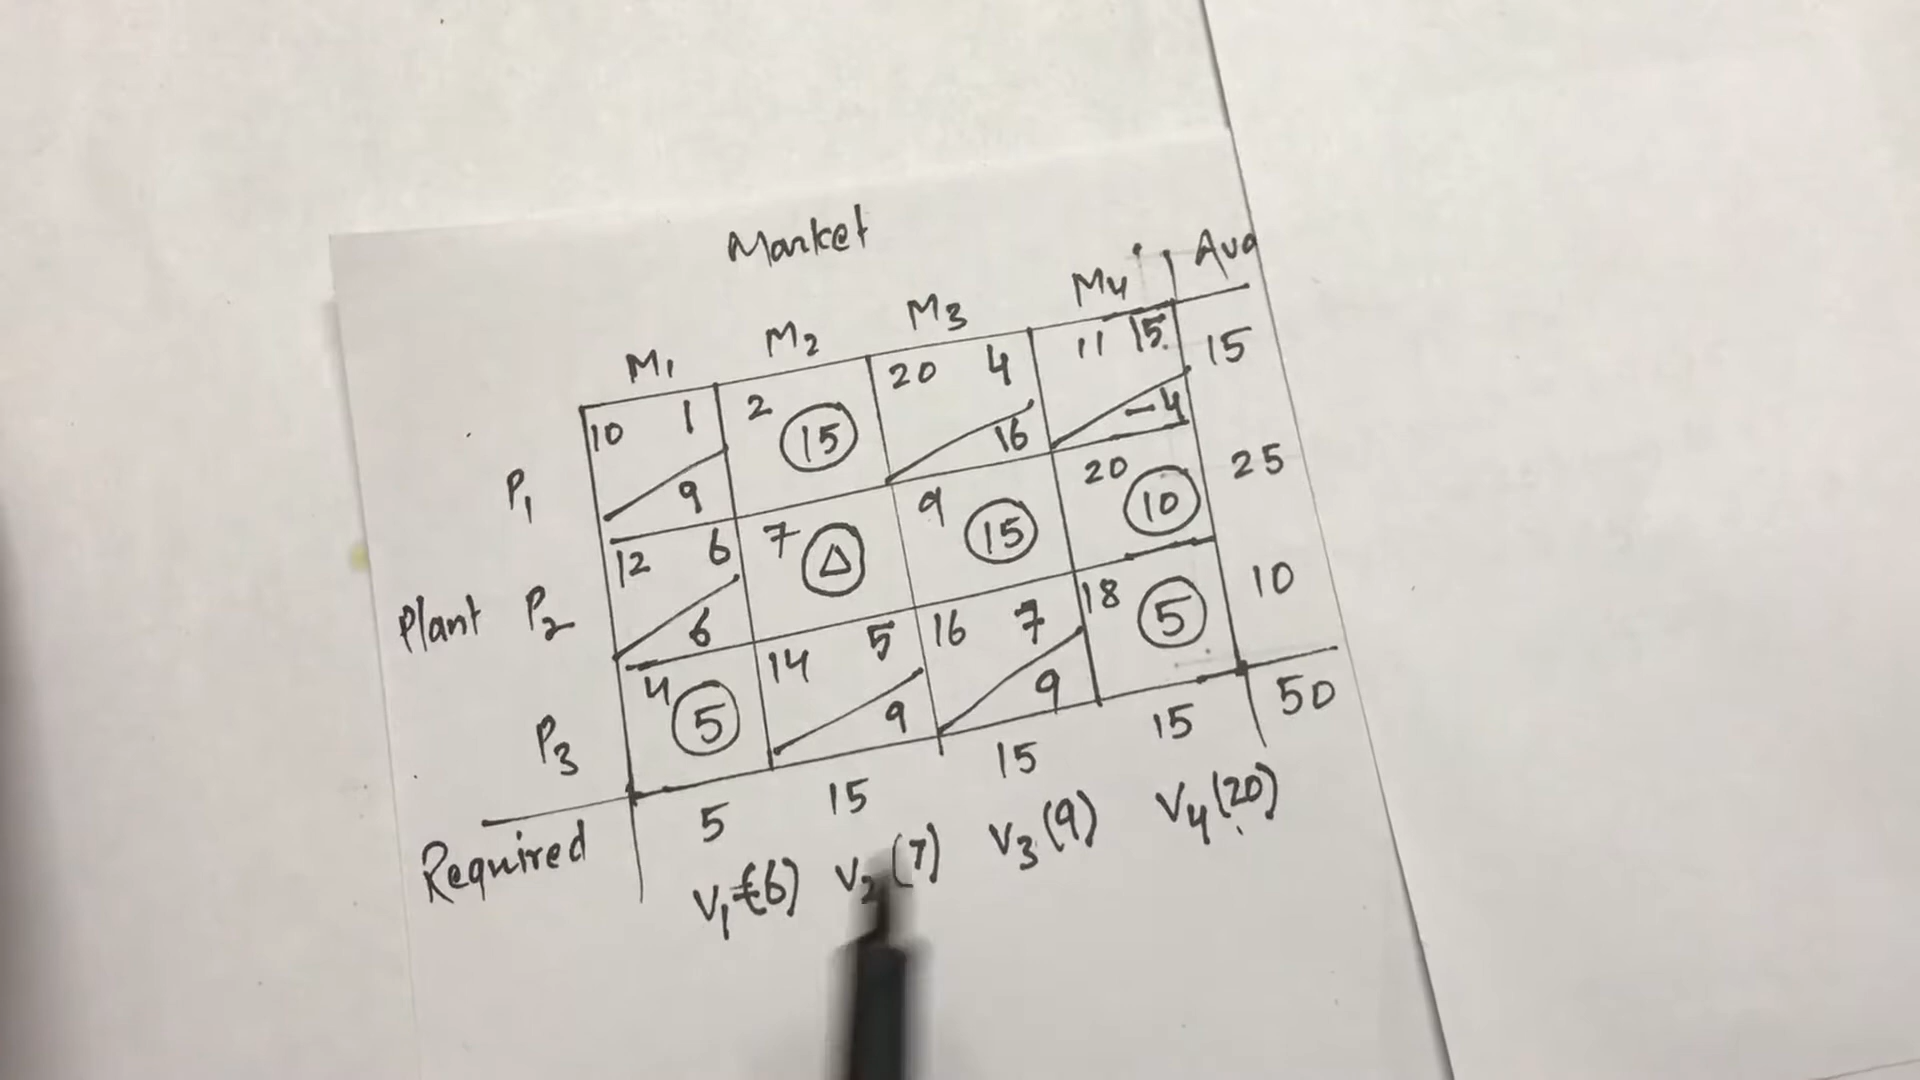 Market
M1 M2 M3 M4 Ava
10 1 2 15 20 4 11 15 15
P1 9 16 -4
12 6 7 Δ 9 15 20 10 25
Plant P2 6
4 5 14 5 16 7 18 5 10
P3 9 9
Required 5 15 15 15 50
V1 (6) V2 (7) V3 (9) V4 (20)